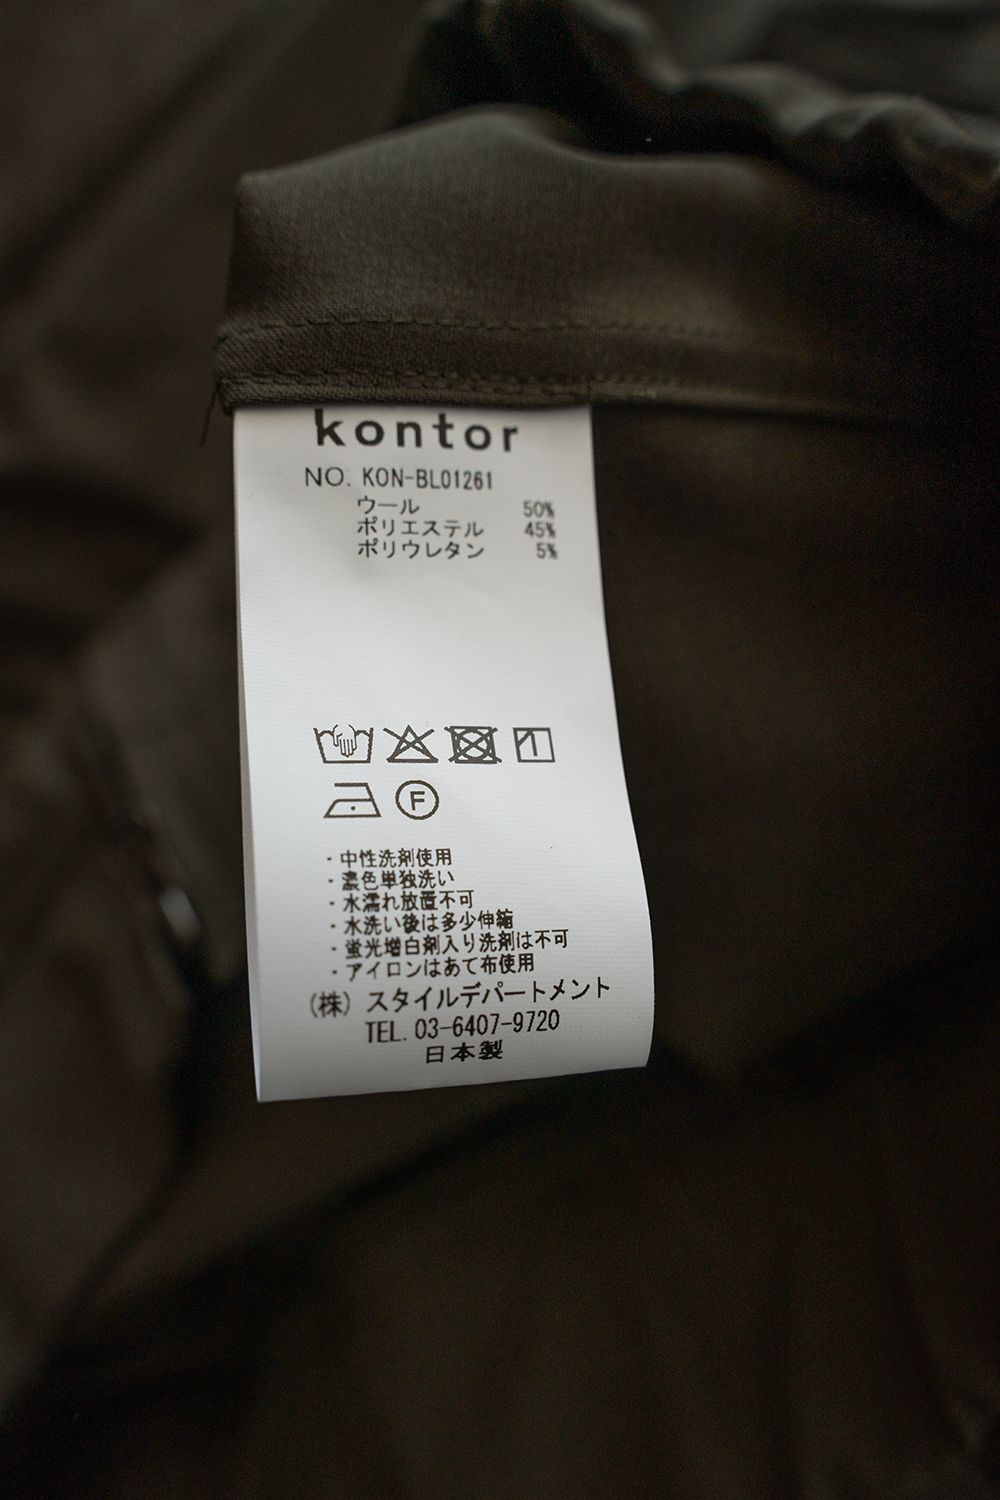 kontor
NO. KON-BL01261
ウール 50%
ポリエステル 45%
ポリウレタン 5%
F
・中性洗剤使用
・濃色単独洗い
・水濡れ放置不可
・水洗い後は多少伸縮
・蛍光増白剤入り洗剤は不可
・アイロンはあて布使用
(株) スタイルデパートメント
TEL. 03-6407-9720
日本製